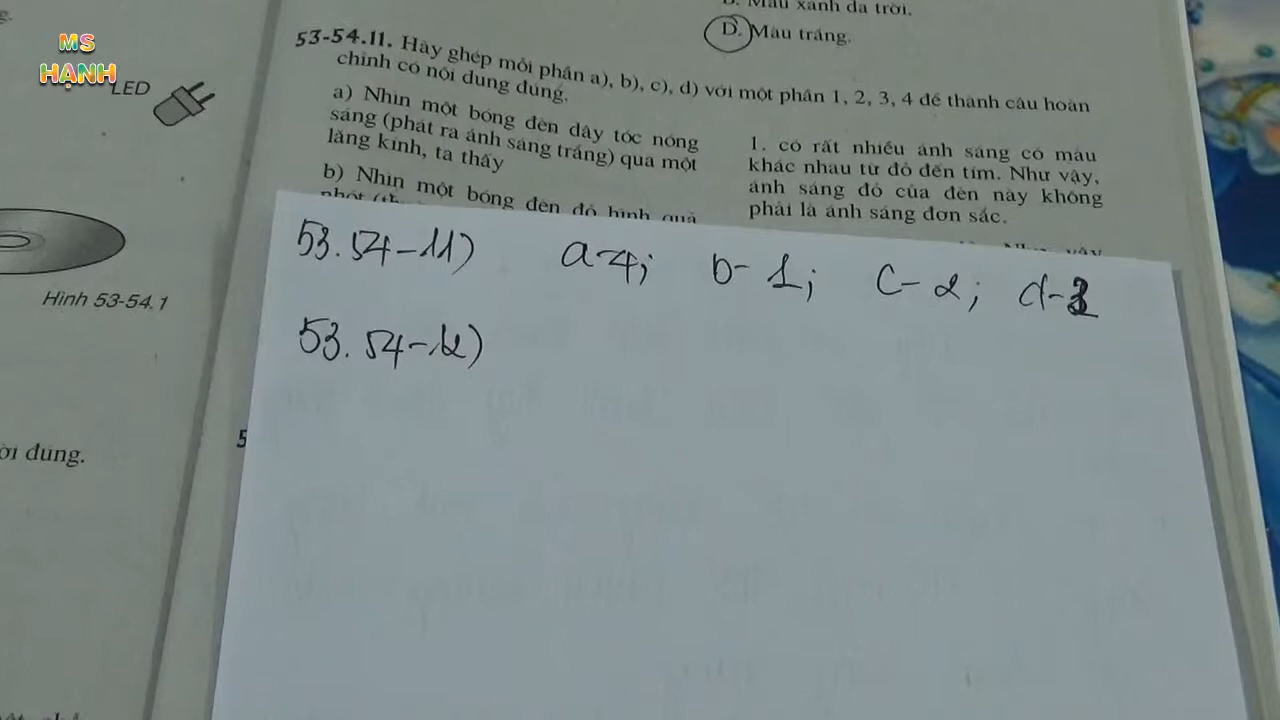 MS
HẠNH
LED
Hình 53-54.1
ời đúng.
B. Màu xanh da trời.
D. Màu trắng.
53-54.11. Hãy ghép mỗi phần a), b), c), d) với một phần 1, 2, 3, 4 để thành câu hoàn
chỉnh có nội dung đúng.
a) Nhìn một bóng đèn dây tóc nóng
sáng (phát ra ánh sáng trắng) qua một
lăng kính, ta thấy
b) Nhìn một bóng đèn đỏ hình quả
1. có rất nhiều ánh sáng có màu
khác nhau từ đỏ đến tím. Như vậy,
ánh sáng đỏ của đèn này không
phải là ánh sáng đơn sắc.
53.54-11) a-4; b-1; c-2; d-3
53.54-12)
5